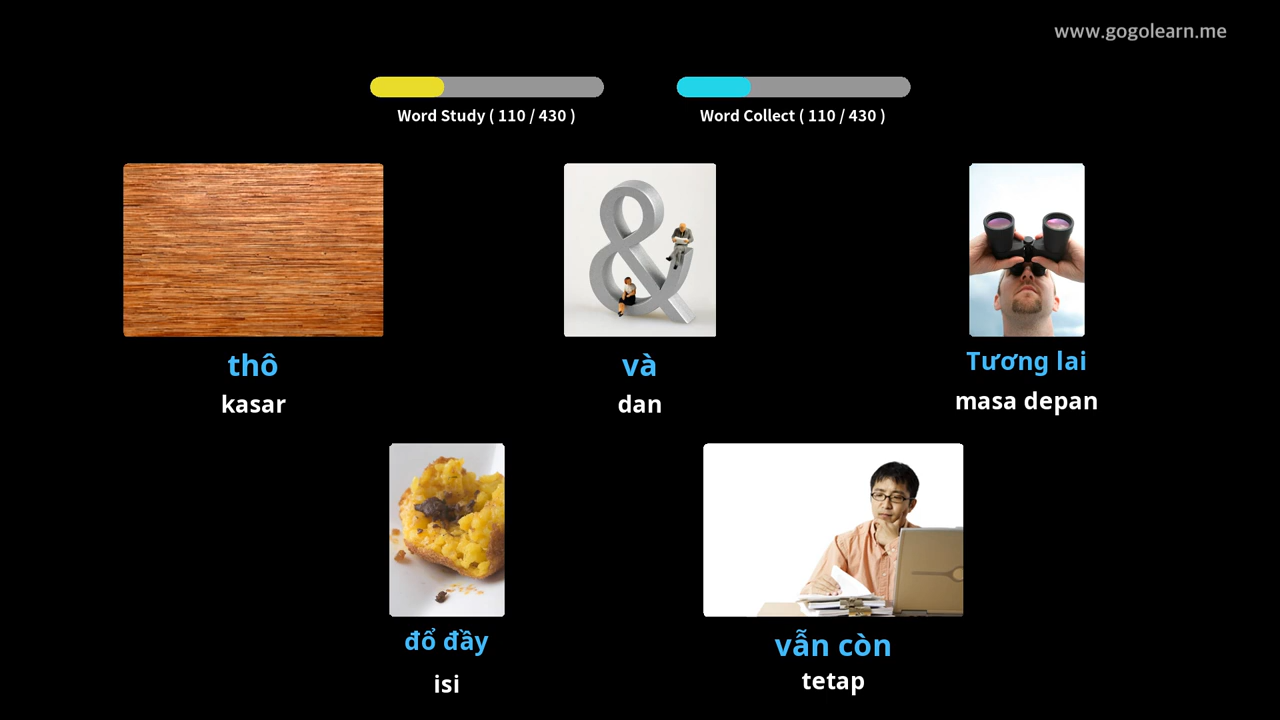 www.gogolearn.me
Word Study ( 110 / 430 )
Word Collect ( 110 / 430 )
thô
kasar
và
dan
Tương lai
masa depan
đổ đầy
isi
vẫn còn
tetap